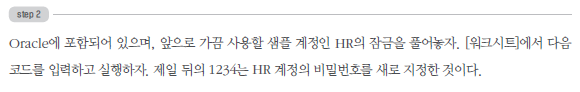 step 2
Oracle에 포함되어 있으며, 앞으로 가끔 사용할 샘플 계정인 HR의 잠금을 풀어놓자. [워크시트]에서 다음
코드를 입력하고 실행하자. 제일 뒤의 1234는 HR 계정의 비밀번호를 새로 지정한 것이다.